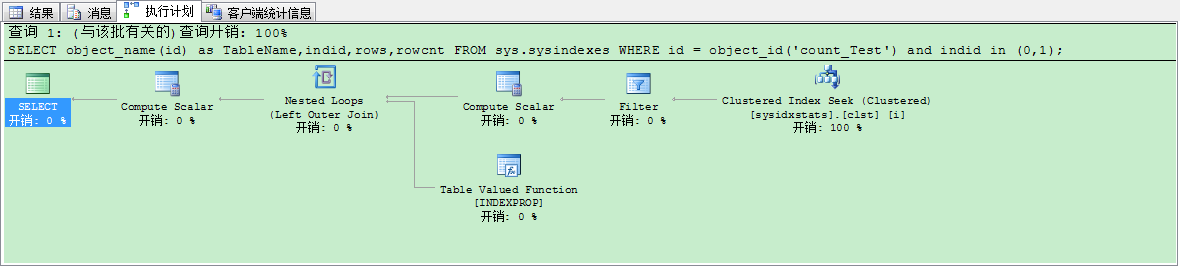 结果 消息 执行计划 客户端统计信息
查询 1: (与该批有关的)查询开销: 100%
SELECT object_name(id) as TableName,indid,rows,rowcnt FROM sys.sysindexes WHERE id = object_id('count_Test') and indid in (0,1);
SELECT
开销: 0 %
Compute Scalar
开销: 0 %
Nested Loops
(Left Outer Join)
开销: 0 %
Compute Scalar
开销: 0 %
Filter
开销: 0 %
Clustered Index Seek (Clustered)
[sysidxstats].[clst] [i]
开销: 100 %
Table Valued Function
[INDEXPROP]
开销: 0 %